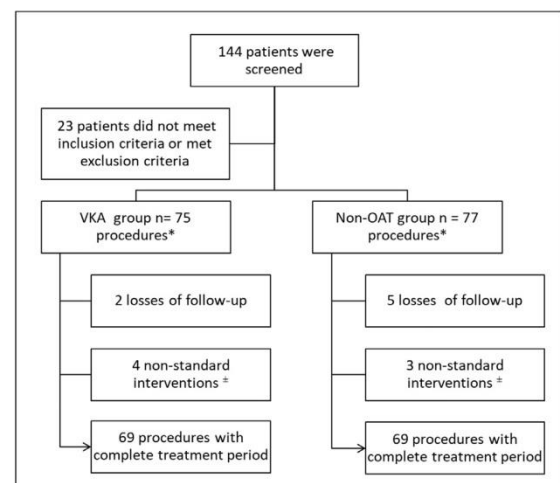 144 patients were
screened
23 patients did not meet
inclusion criteria or met
exclusion criteria
VKA group n= 75
procedures*
Non-OAT group n = 77
procedures*
2 losses of follow-up
5 losses of follow-up
4 non-standard
interventions ±
3 non-standard
interventions ±
69 procedures with
complete treatment period
69 procedures with
complete treatment period